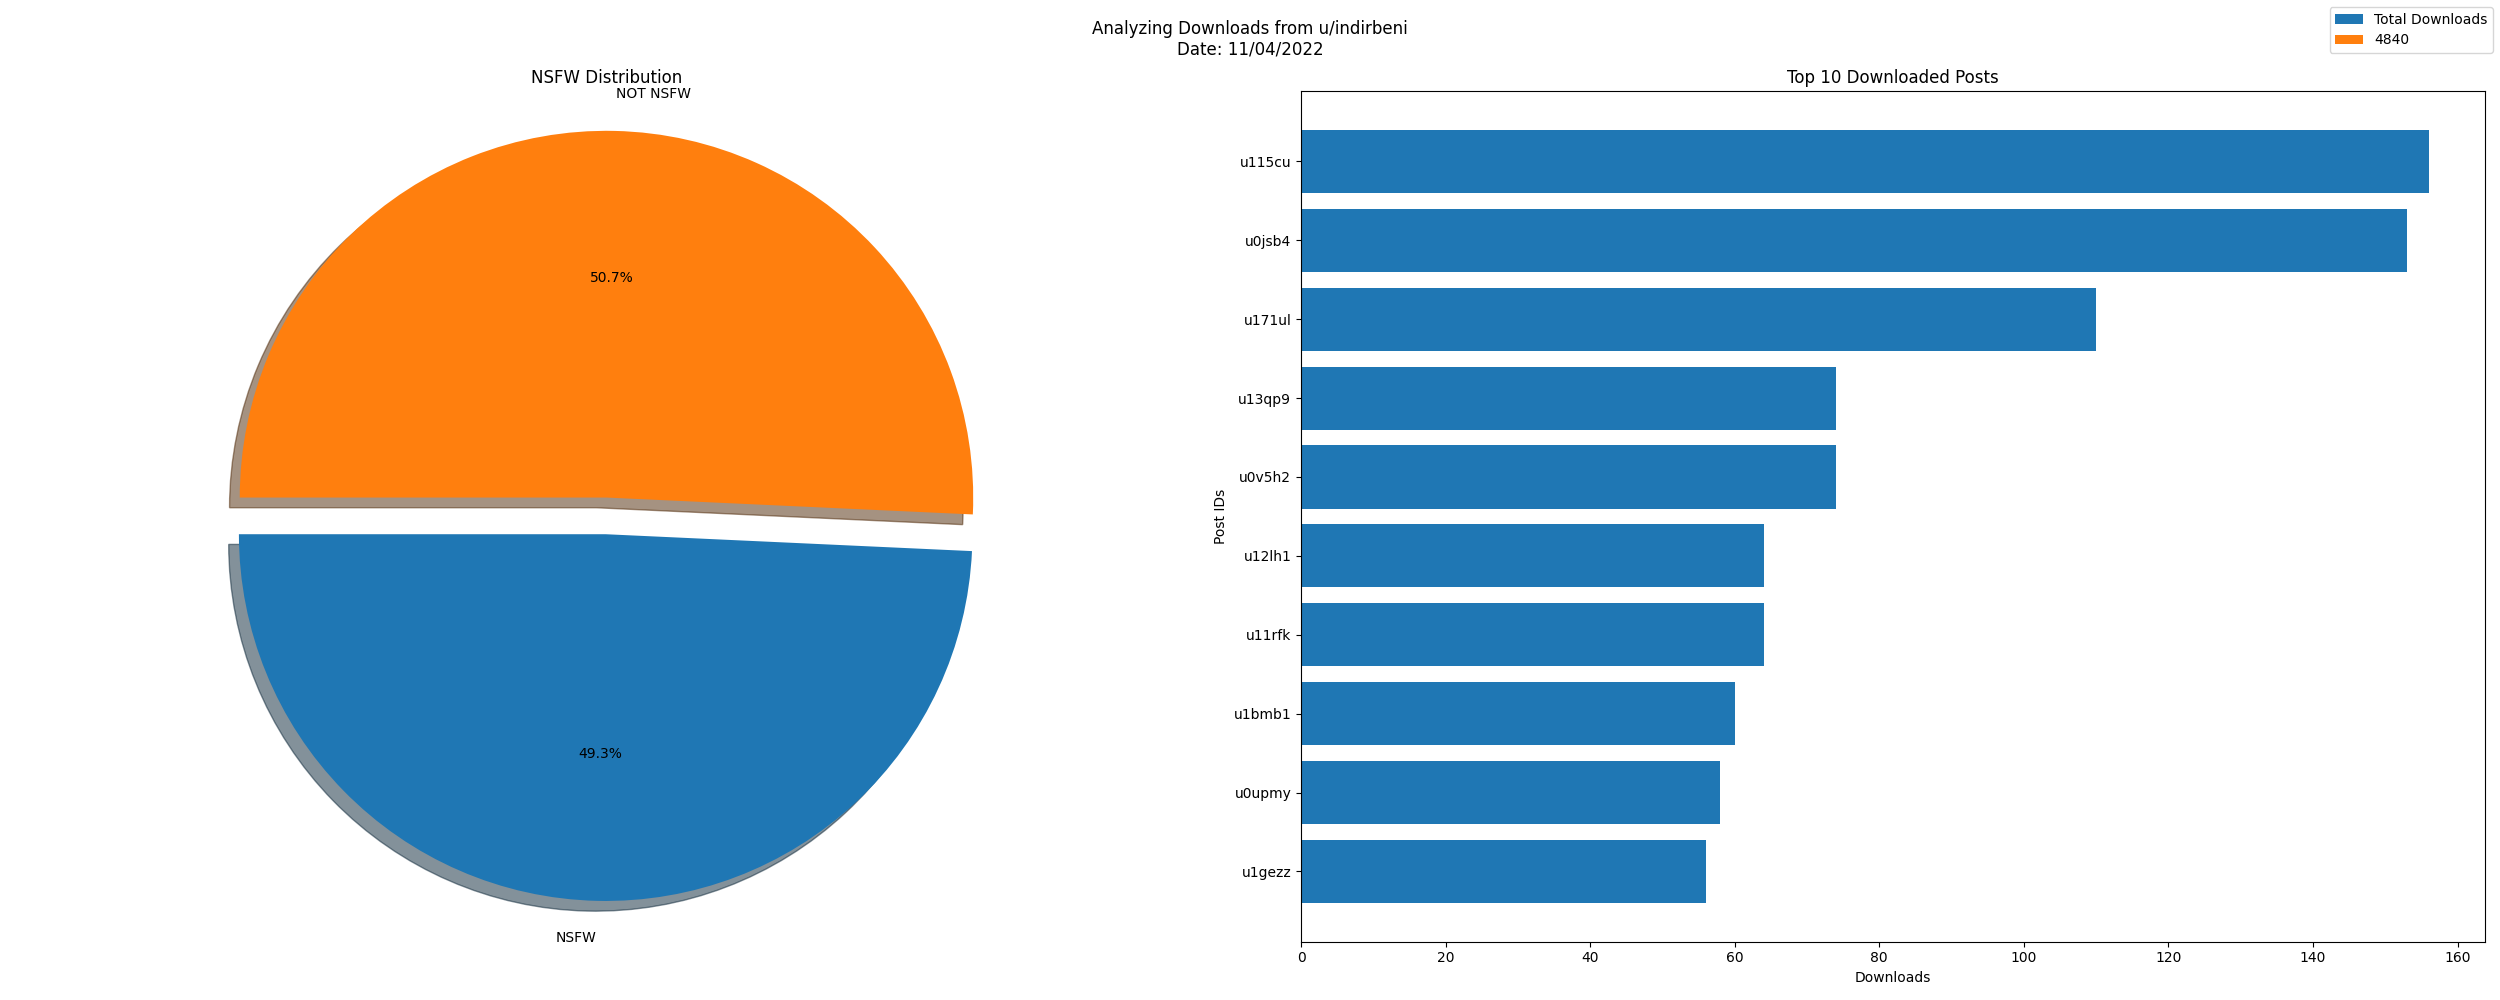 Analyzing Downloads from u/indirbeni
Date: 11/04/2022
Total Downloads
4840
NSFW Distribution
NOT NSFW
50.7%
49.3%
NSFW
Top 10 Downloaded Posts
Post IDs
u115cu
u0jsb4
u171ul
u13qp9
u0v5h2
u12lh1
u11rfk
u1bmb1
u0upmy
u1gezz
0 20 40 60 80 100 120 140 160
Downloads